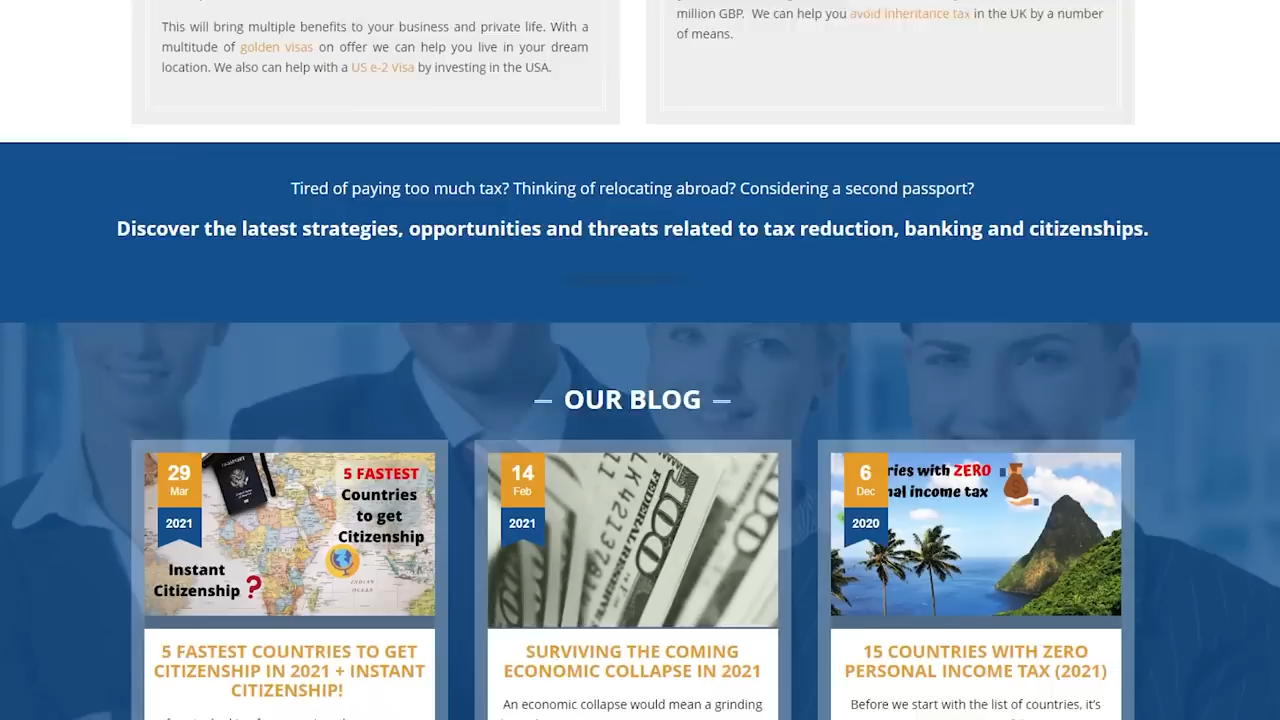 This will bring multiple benefits to your business and private life. With a
multitude of golden visas on offer we can help you live in your dream
location. We also can help with a US e-2 Visa by investing in the USA.
million GBP. We can help you avoid inheritance tax in the UK by a number
of means.
Tired of paying too much tax? Thinking of relocating abroad? Considering a second passport?
Discover the latest strategies, opportunities and threats related to tax reduction, banking and citizenships.
— OUR BLOG —
29
Mar
2021
PASSPORT
5 FASTEST
Countries
to get
Citizenship
Instant
Citizenship ?
INDIAN
OCEAN
5 FASTEST COUNTRIES TO GET
CITIZENSHIP IN 2021 + INSTANT
CITIZENSHIP!
14
Feb
2021
100
SURVIVING THE COMING
ECONOMIC COLLAPSE IN 2021
An economic collapse would mean a grinding
6
Dec
2020
ries with ZERO
nal income tax
15 COUNTRIES WITH ZERO
PERSONAL INCOME TAX (2021)
Before we start with the list of countries, it's